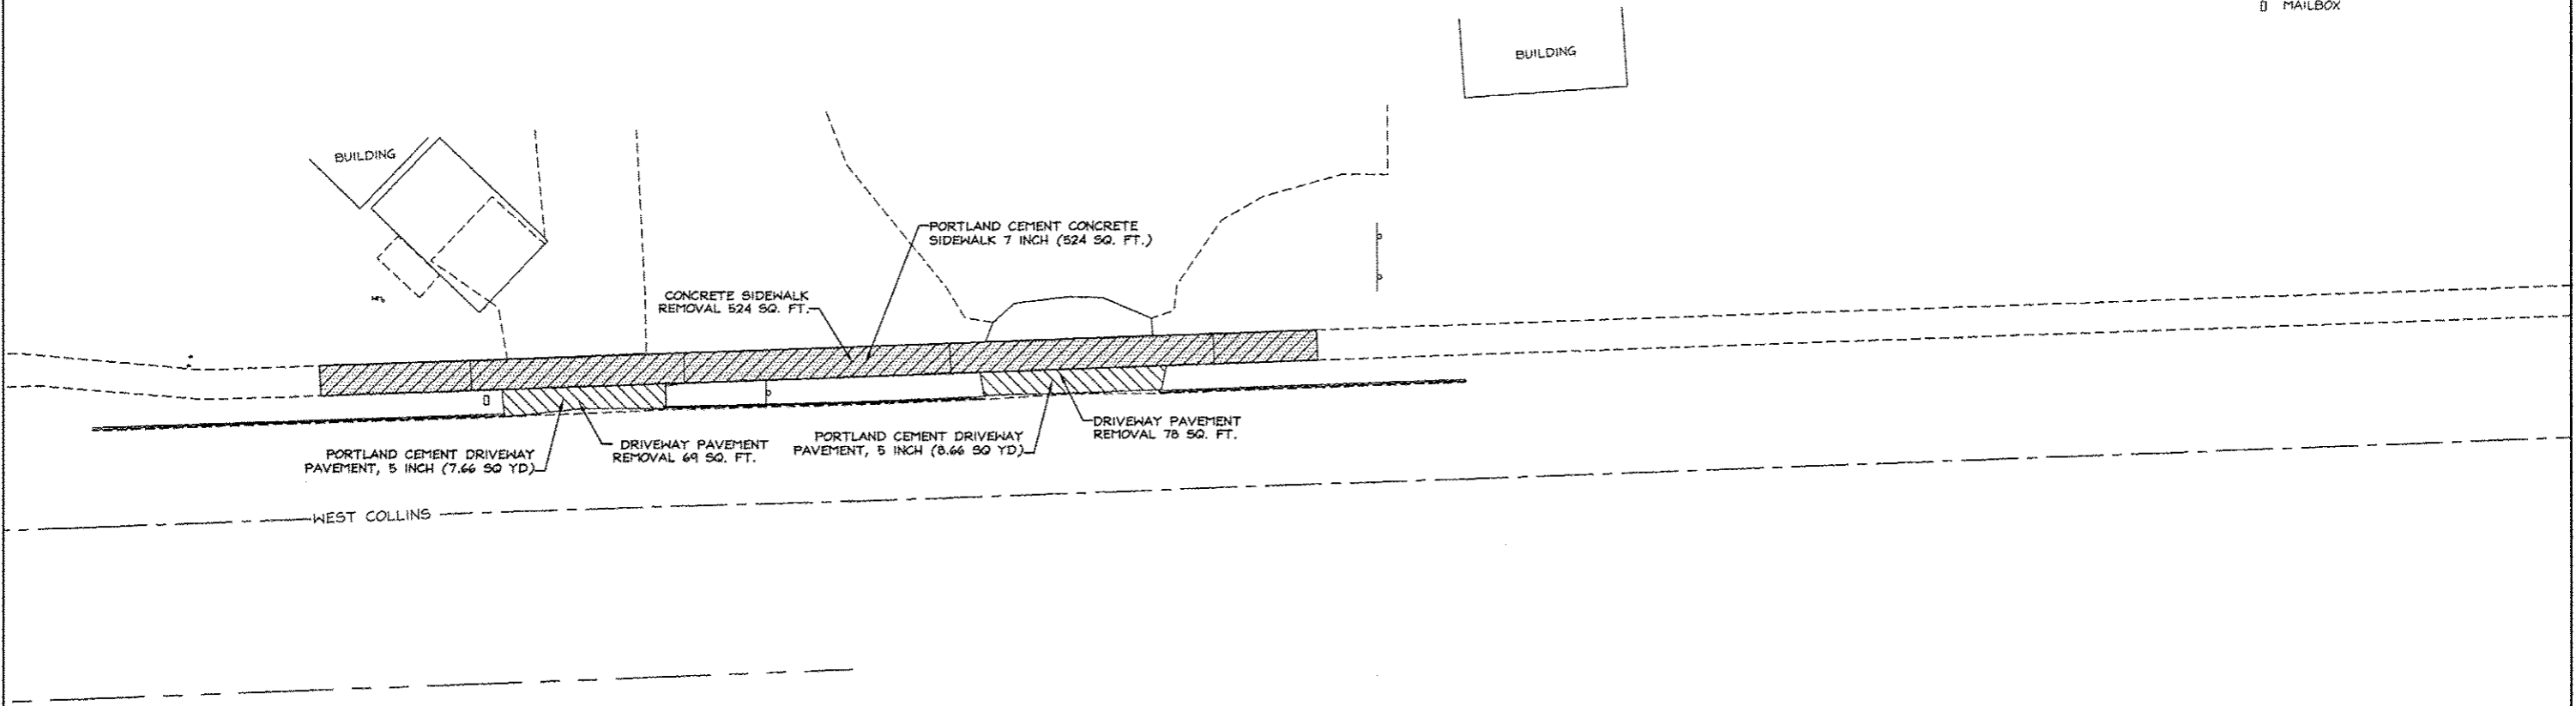 MAILBOX
BUILDING
BUILDING
PORTLAND CEMENT CONCRETE
SIDEWALK 7 INCH (524 SQ. FT.)
CONCRETE SIDEWALK
REMOVAL 524 SQ. FT.
PORTLAND CEMENT DRIVEWAY
PAVEMENT, 5 INCH (7.66 SQ YD)
DRIVEWAY PAVEMENT
REMOVAL 69 SQ. FT.
PORTLAND CEMENT DRIVEWAY
PAVEMENT, 5 INCH (8.66 SQ YD)
DRIVEWAY PAVEMENT
REMOVAL 78 SQ. FT.
WEST COLLINS